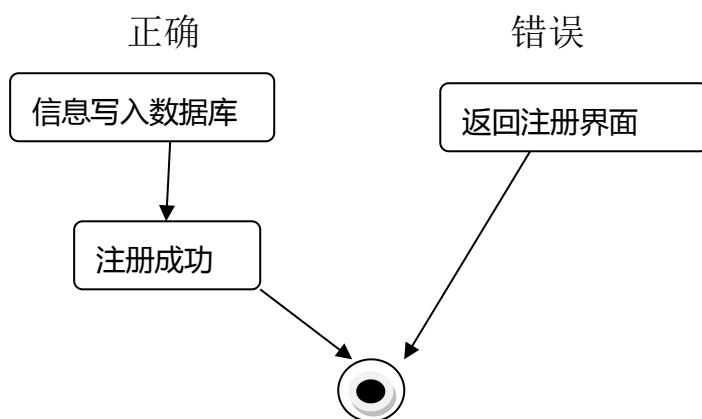 正确
错误
信息写入数据库
返回注册界面
注册成功